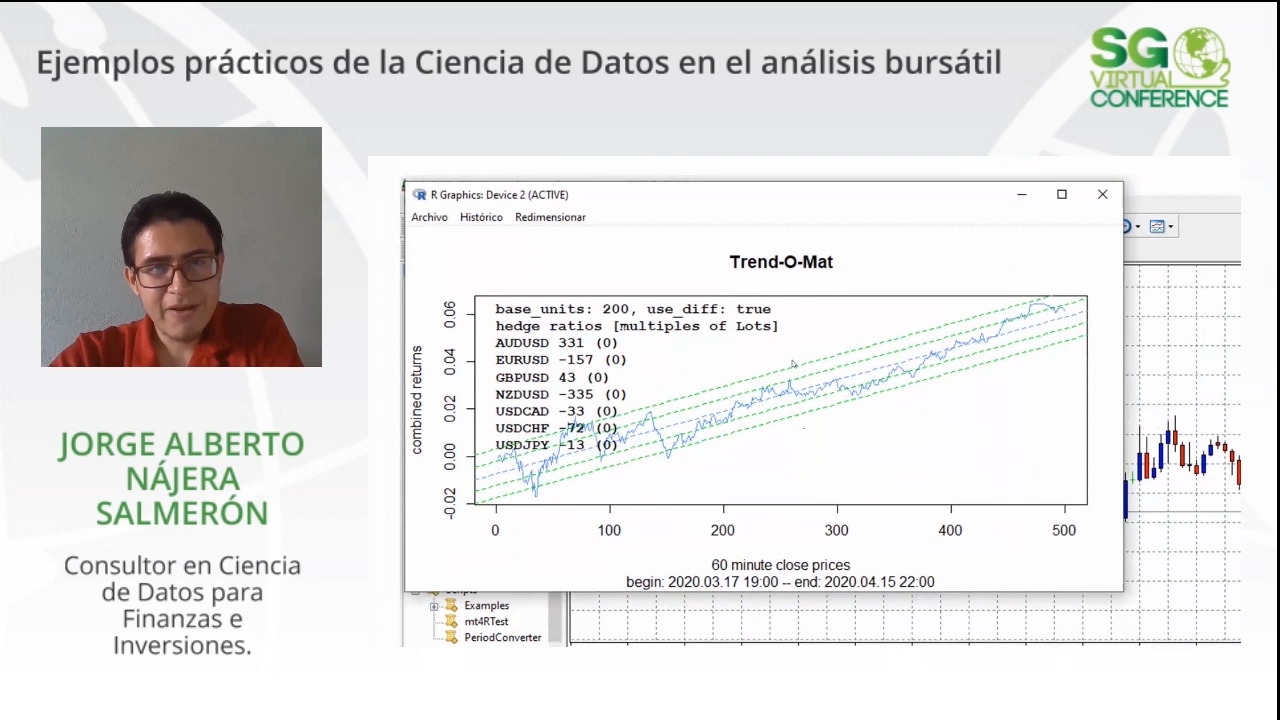 Ejemplos prácticos de la Ciencia de Datos en el análisis bursátil
SG
VIRTUAL
CONFERENCE
R Graphics: Device 2 (ACTIVE)
Archivo Histórico Redimensionar
Trend-O-Mat
base_units: 200, use_diff: true
hedge ratios [multiples of Lots]
AUDUSD 331 (0)
EURUSD -157 (0)
GBPUSD 43 (0)
NZDUSD -335 (0)
USDCAD -33 (0)
USDCHF -72 (0)
USDJPY -13 (0)
combined returns
0.06
0.04
0.02
0.00
-0.02
0 100 200 300 400 500
60 minute close prices
begin: 2020.03.17 19:00 -- end: 2020.04.15 22:00
Examples
mt4RTest
PeriodConverter
JORGE ALBERTO
NÁJERA
SALMERÓN
Consultor en Ciencia
de Datos para
Finanzas e
Inversiones.